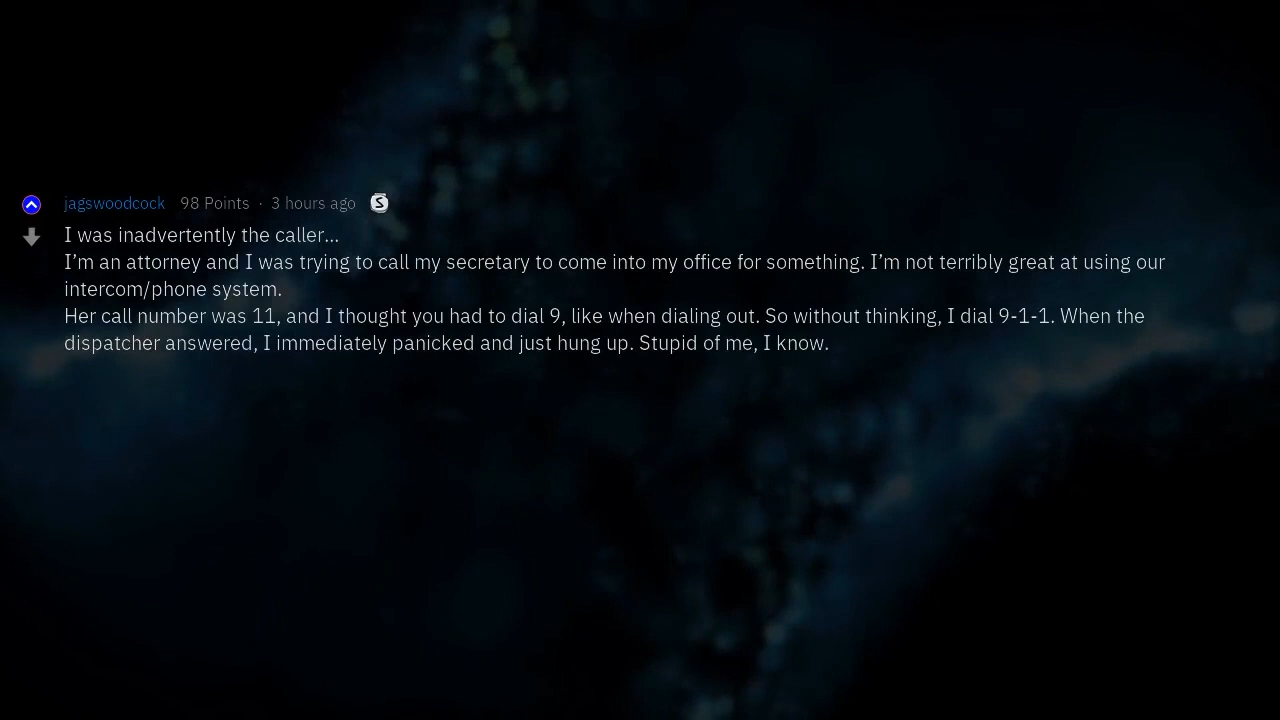 jagswoodcock 98 Points · 3 hours ago S
I was inadvertently the caller...
I’m an attorney and I was trying to call my secretary to come into my office for something. I’m not terribly great at using our
intercom/phone system.
Her call number was 11, and I thought you had to dial 9, like when dialing out. So without thinking, I dial 9-1-1. When the
dispatcher answered, I immediately panicked and just hung up. Stupid of me, I know.